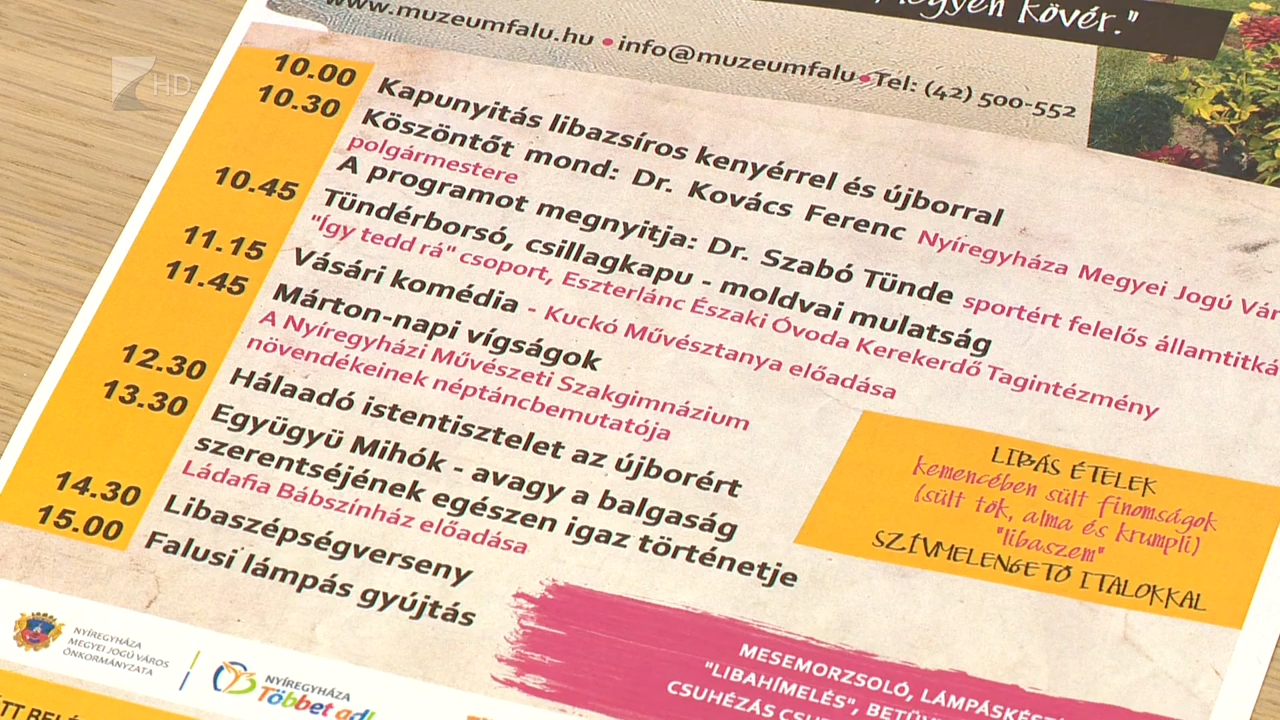 egyen kövér."
www.muzeumfalu.hu • info@muzeumfalu • Tel: (42) 500-552
HD
10.00 Kapunyitás libazsíros kenyérrel és újborral
10.30 Köszöntőt mond: Dr. Kovács Ferenc Nyíregyháza Megyei Jogú Vár
polgármestere
A programot megnyitja: Dr. Szabó Tünde sportért felelős államtitká
10.45 Tündérborsó, csillagkapu - moldvai mulatság
"Így tedd rá" csoport, Eszterlánc Északi Óvoda Kerekerdő Tagintézmény
11.15 Vásári komédia - Kuckó Művésztanya előadása
11.45 Márton-napi vígságok
A Nyíregyházi Művészeti Szakgimnázium
növendékeinek néptáncbemutatója
12.30 Hálaadó istentisztelet az újborért
13.30 Együgyü Mihók - avagy a balgaság
szerentséjének egészen igaz történetje
Ládafia Bábszínház előadása
14.30 Libaszépségverseny
15.00 Falusi lámpás gyújtás
LIBÁS ÉTELEK
kemencében sült finomságok
(sült tök, alma és krumpli)
"libaszem"
SZÍVMELENGETŐ ITALOKKAL
NYÍREGYHÁZA
MEGYEI JOGÚ VÁROS
ÖNKORMÁNYZATA
NYÍREGYHÁZA
Többet ad!
MESEMORZSOLÓ, LÁMPÁSKÉSZ
"LIBAHÍMELÉS", BETŰ
CSUHÉZÁS